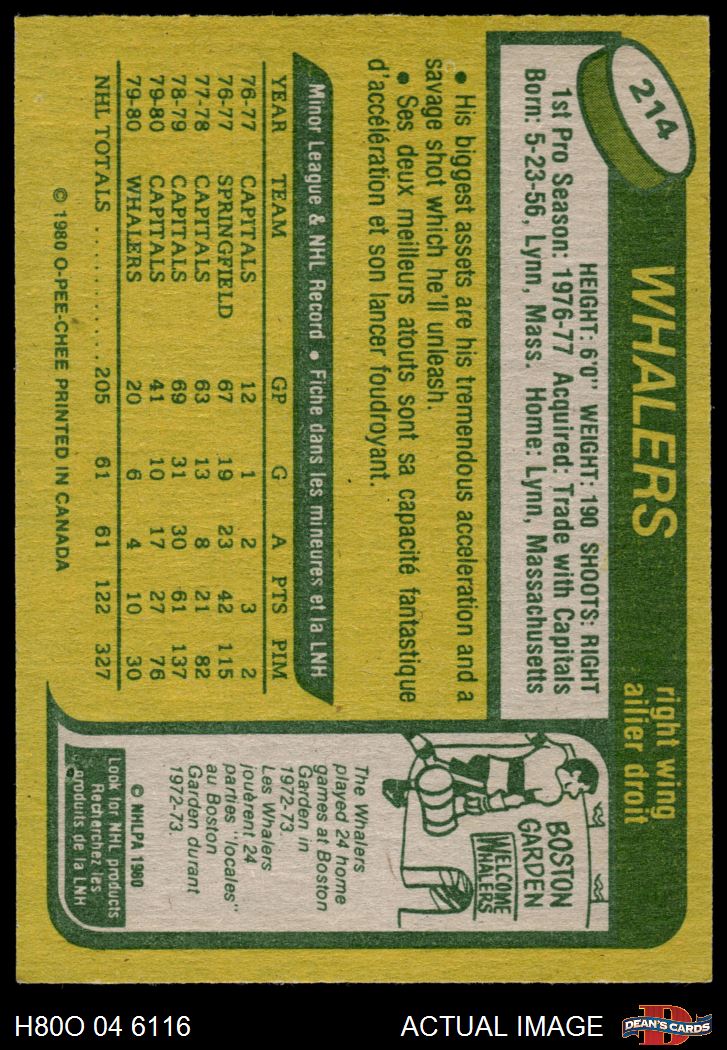 214
WHALERS
right wing
ailier droit
HEIGHT: 6'0" WEIGHT: 190 SHOOTS: RIGHT
1st Pro Season: 1976-77 Acquired: Trade with Capitals
Born: 5-23-56, Lynn, Mass. Home: Lynn, Massachusetts
• His biggest assets are his tremendous acceleration and a
savage shot which he'll unleash.
• Ses deux meilleurs atouts sont sa capacité fantastique
d'accélération et son lancer foudroyant.
Minor League & NHL Record • Fiche dans les mineures et la LNH
YEAR TEAM GP G A PTS PIM
76-77 CAPITALS 12 1 2 3 2
76-77 SPRINGFIELD 67 19 23 42 115
77-78 CAPITALS 63 13 8 21 82
78-79 CAPITALS 69 31 30 61 137
79-80 CAPITALS 41 10 17 27 76
79-80 WHALERS 20 6 4 10 30
NHL TOTALS .......... 205 61 61 122 327
© 1980 O-PEE-CHEE PRINTED IN CANADA
BOSTON
GARDEN
WELCOME
WHALERS
The Whalers
played 24 home
games at Boston
Garden in
1972-73.
Les Whalers
jouèrent 24
parties "locales"
au Boston
Garden durant
1972-73.
© NHLPA 1980
Look for NHL products
Recherchez les
produits de la LNH
H80O 04 6116
ACTUAL IMAGE
D
DEAN'S CARDS